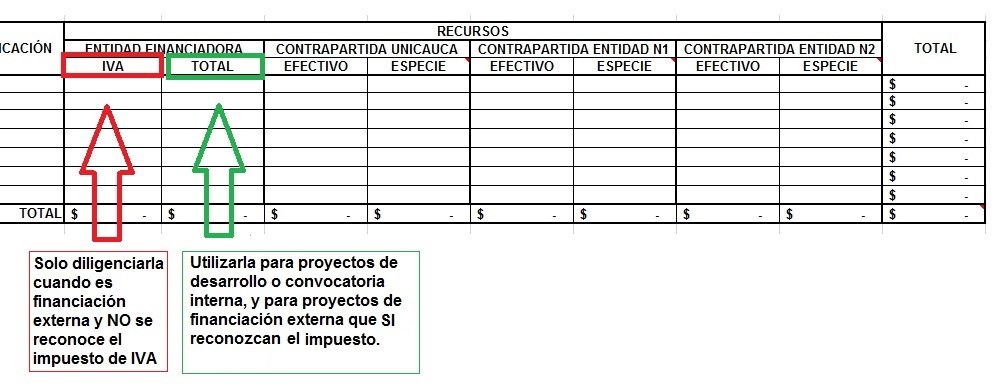 RECURSOS
ICACIÓN ENTIDAD FINANCIADORA CONTRAPARTIDA UNICAUCA CONTRAPARTIDA ENTIDAD N1 CONTRAPARTIDA ENTIDAD N2 TOTAL
IVA TOTAL EFECTIVO ESPECIE EFECTIVO ESPECIE EFECTIVO ESPECIE
$ -
$ -
$ -
$ -
$ -
$ -
$ -
TOTAL $ - $ - $ - $ - $ - $ - $ - $ - $ -
Solo diligenciarla
cuando es
financiación
externa y NO se
reconoce el
impuesto de IVA
Utilizarla para proyectos de
desarrollo o convocatoria
interna, y para proyectos de
financiación externa que SI
reconozcan el impuesto.